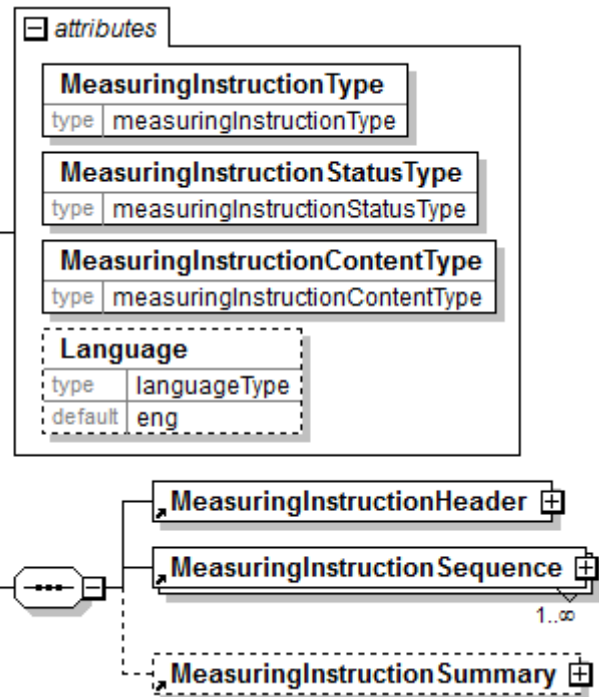 attributes
MeasuringInstructionType
type measuringInstructionType
MeasuringInstructionStatusType
type measuringInstructionStatusType
MeasuringInstructionContentType
type measuringInstructionContentType
Language
type languageType
default eng
MeasuringInstructionHeader
MeasuringInstructionSequence
1..∞
MeasuringInstructionSummary